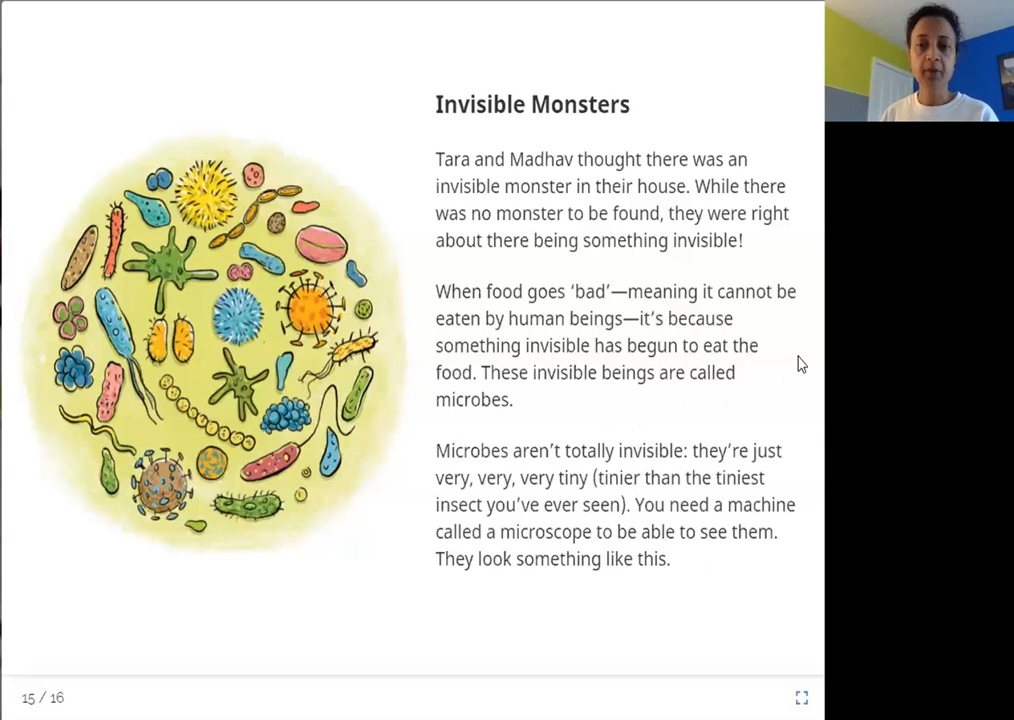 Invisible Monsters
Tara and Madhav thought there was an
invisible monster in their house. While there
was no monster to be found, they were right
about there being something invisible!
When food goes ‘bad’—meaning it cannot be
eaten by human beings—it’s because
something invisible has begun to eat the
food. These invisible beings are called
microbes.
Microbes aren’t totally invisible: they’re just
very, very, very tiny (tinier than the tiniest
insect you’ve ever seen). You need a machine
called a microscope to be able to see them.
They look something like this.
15 / 16